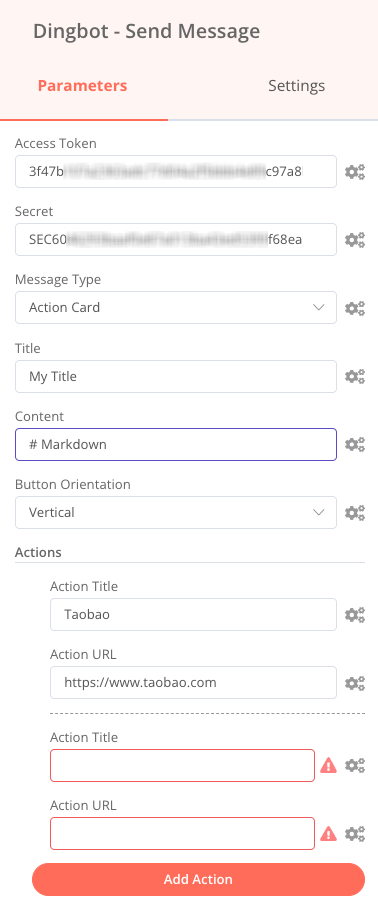 Dingbot - Send Message
Parameters
Settings
Access Token
3f47b
c97a8
Secret
SEC60
f68ea
Message Type
Action Card
Title
My Title
Content
# Markdown
Button Orientation
Vertical
Actions
Action Title
Taobao
Action URL
https://www.taobao.com
Action Title
Action URL
Add Action